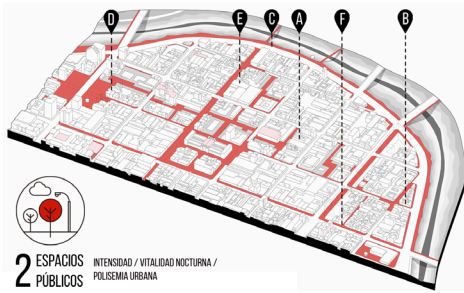 D E C A F B
2 ESPACIOS PÚBLICOS
INTENSIDAD / VITALIDAD NOCTURNA /
POLISEMIA URBANA